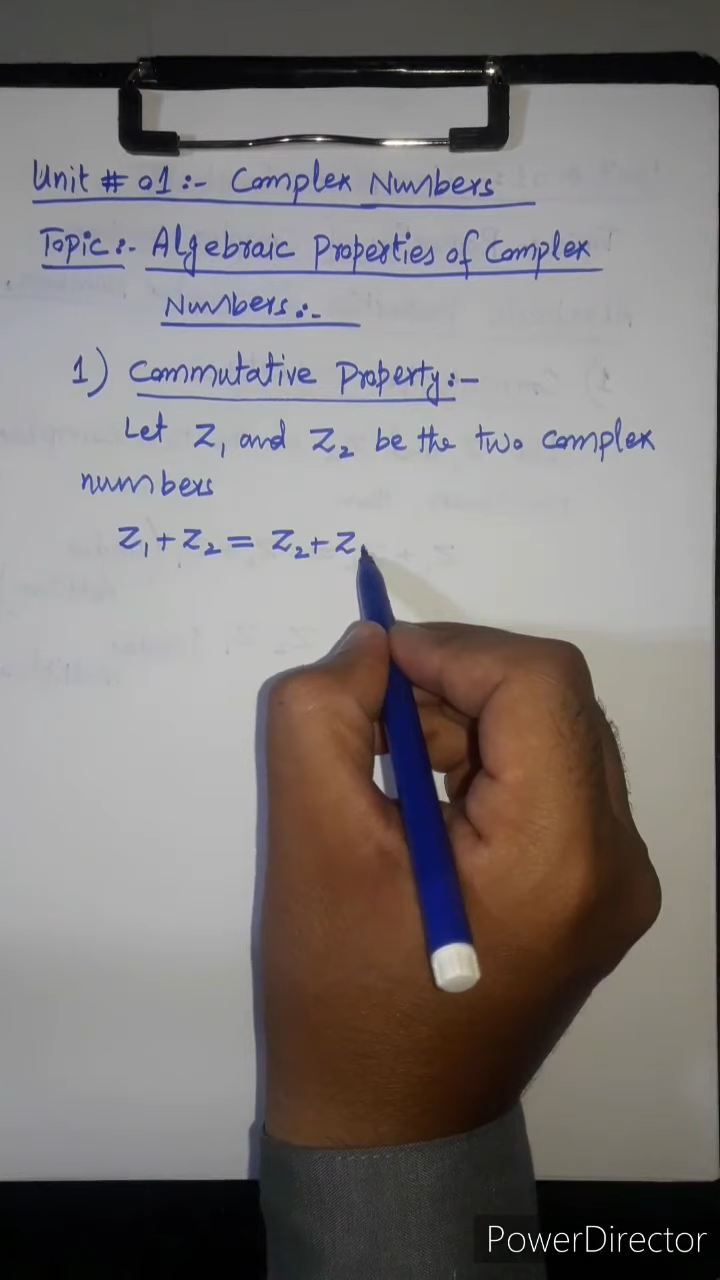 Unit # 01:- Complex Numbers
Topic:- Algebraic Properties of Complex
Numbers:-
1) Commutative Property:-
Let Z₁ and Z₂ be the two complex
numbers
Z₁ + Z₂ = Z₂ + Z₁
PowerDirector